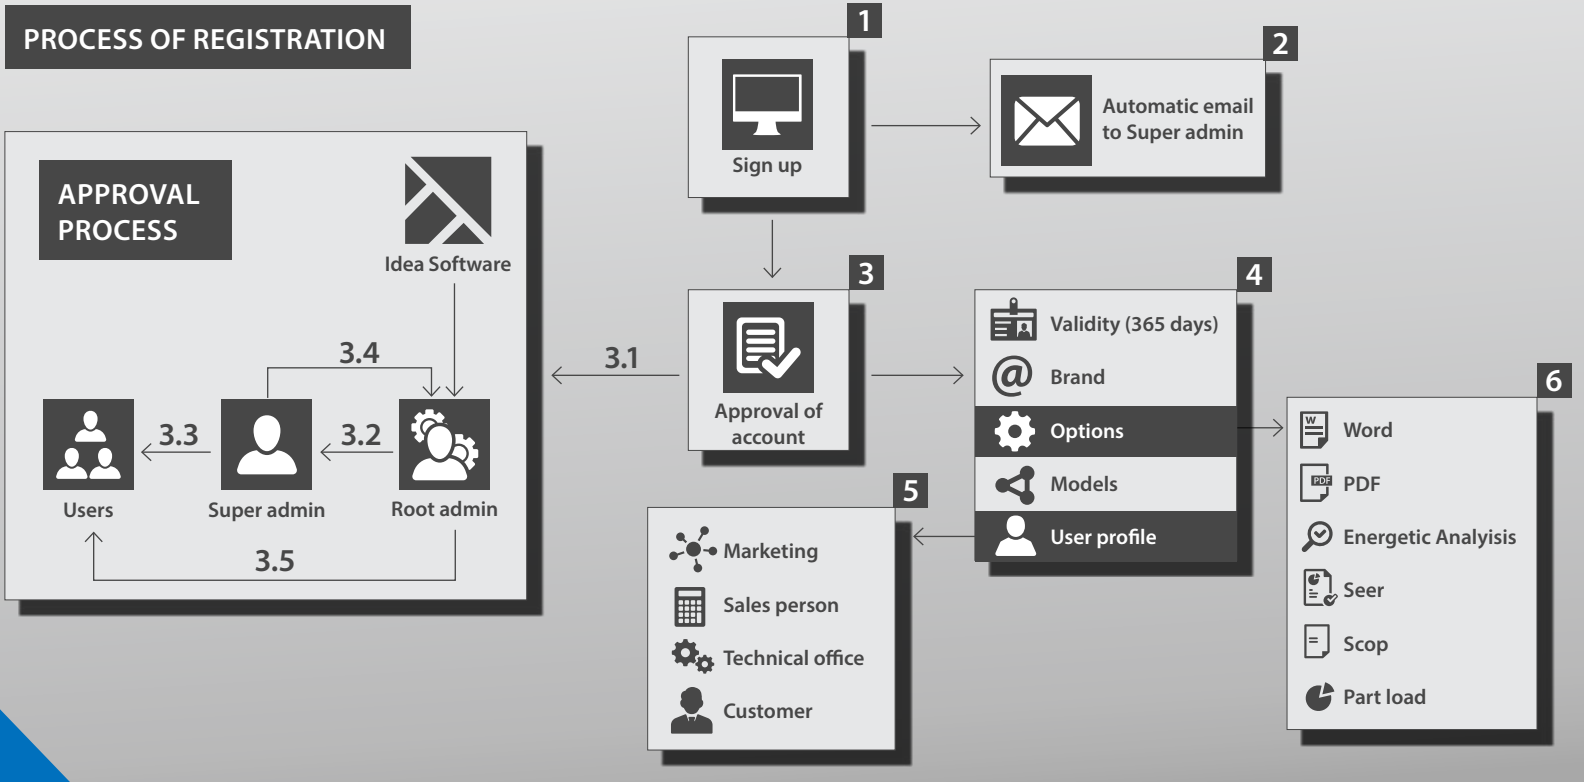 PROCESS OF REGISTRATION
1
Sign up
2
Automatic email
to Super admin
APPROVAL
PROCESS
Idea Software
3.4
3.3
3.2
Users
Super admin
Root admin
3.5
3.1
3
Approval of
account
4
Validity (365 days)
Brand
Options
Models
User profile
5
Marketing
Sales person
Technical office
Customer
6
W
Word
PDF
PDF
Energetic Analyisis
Seer
Scop
Part load